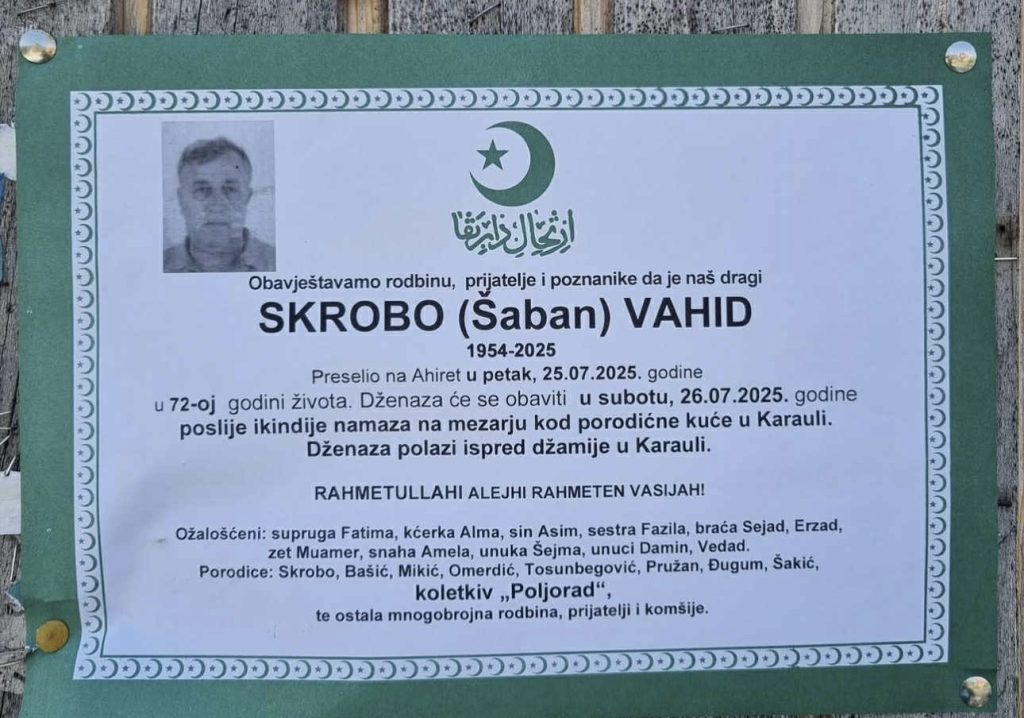 ارتحال دار بقا
Obavještavamo rodbinu, prijatelje i poznanike da je naš dragi
SKROBO (Šaban) VAHID
1954-2025
Preselio na Ahiret u petak, 25.07.2025. godine
u 72-oj godini života. Dženaza će se obaviti u subotu, 26.07.2025. godine
poslije ikindije namaza na mezarju kod porodićne kuće u Karauli.
Dženaza polazi ispred džamije u Karauli.
RAHMETULLAHI ALEJHI RAHMETEN VASIJAH!
Ožalošćeni: supruga Fatima, kćerka Alma, sin Asim, sestra Fazila, braća Sejad, Erzad,
zet Muamer, snaha Amela, unuka Šejma, unuci Damin, Vedad.
Porodice: Skrobo, Bašić, Mikić, Omerdić, Tosunbegović, Pružan, Đugum, Šakić,
koletkiv „Poljorad“,
te ostala mnogobrojna rodbina, prijatelji i komšije.